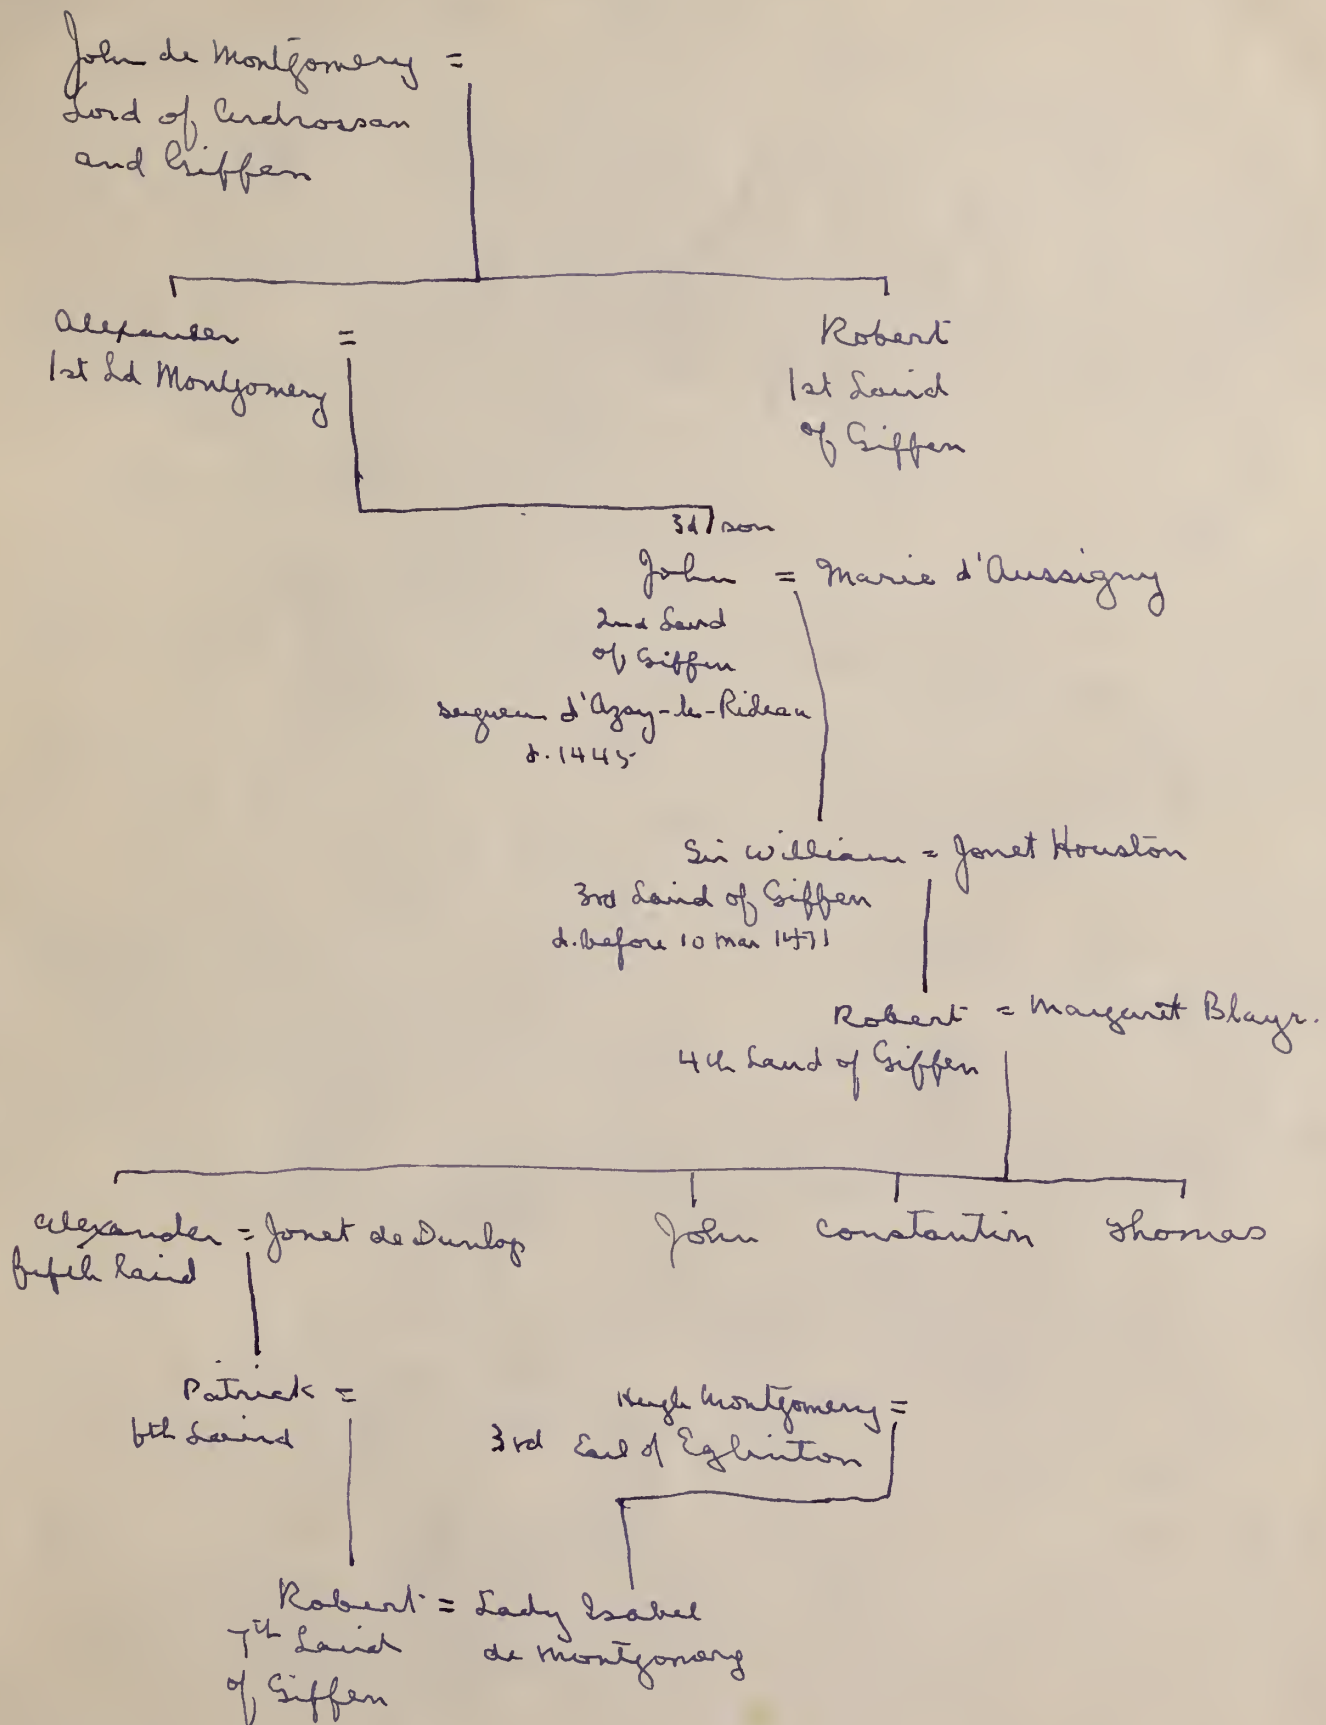 John de Montgomery =
Lord of Ardrossan
and Giffen
Alexander =
1st Ld Montgomery
Robert
1st Laird
of Giffen
3d son
John = Marie d'Aussigny
2nd Laird
of Giffen
seigneur d'Azay-le-Rideau
d. 1445
Sir William = Jonet Houston
3rd Laird of Giffen
d. before 10 Mar 1471
Robert = Margaret Blayr.
4th Laird of Giffen
Alexander = Jonet de Dunlop
fifth Laird
John Constantin Thomas
Patrick =
6th Laird
Hugh Montgomery =
3rd Earl of Eglinton
Robert = Lady Isabel
7th Laird de Montgomery
of Giffen